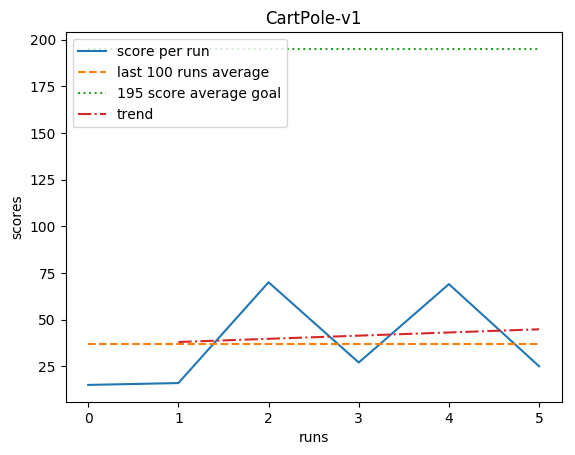 CartPole-v1
score per run
last 100 runs average
195 score average goal
trend
200
175
150
125
100
75
50
25
scores
0 1 2 3 4 5
runs